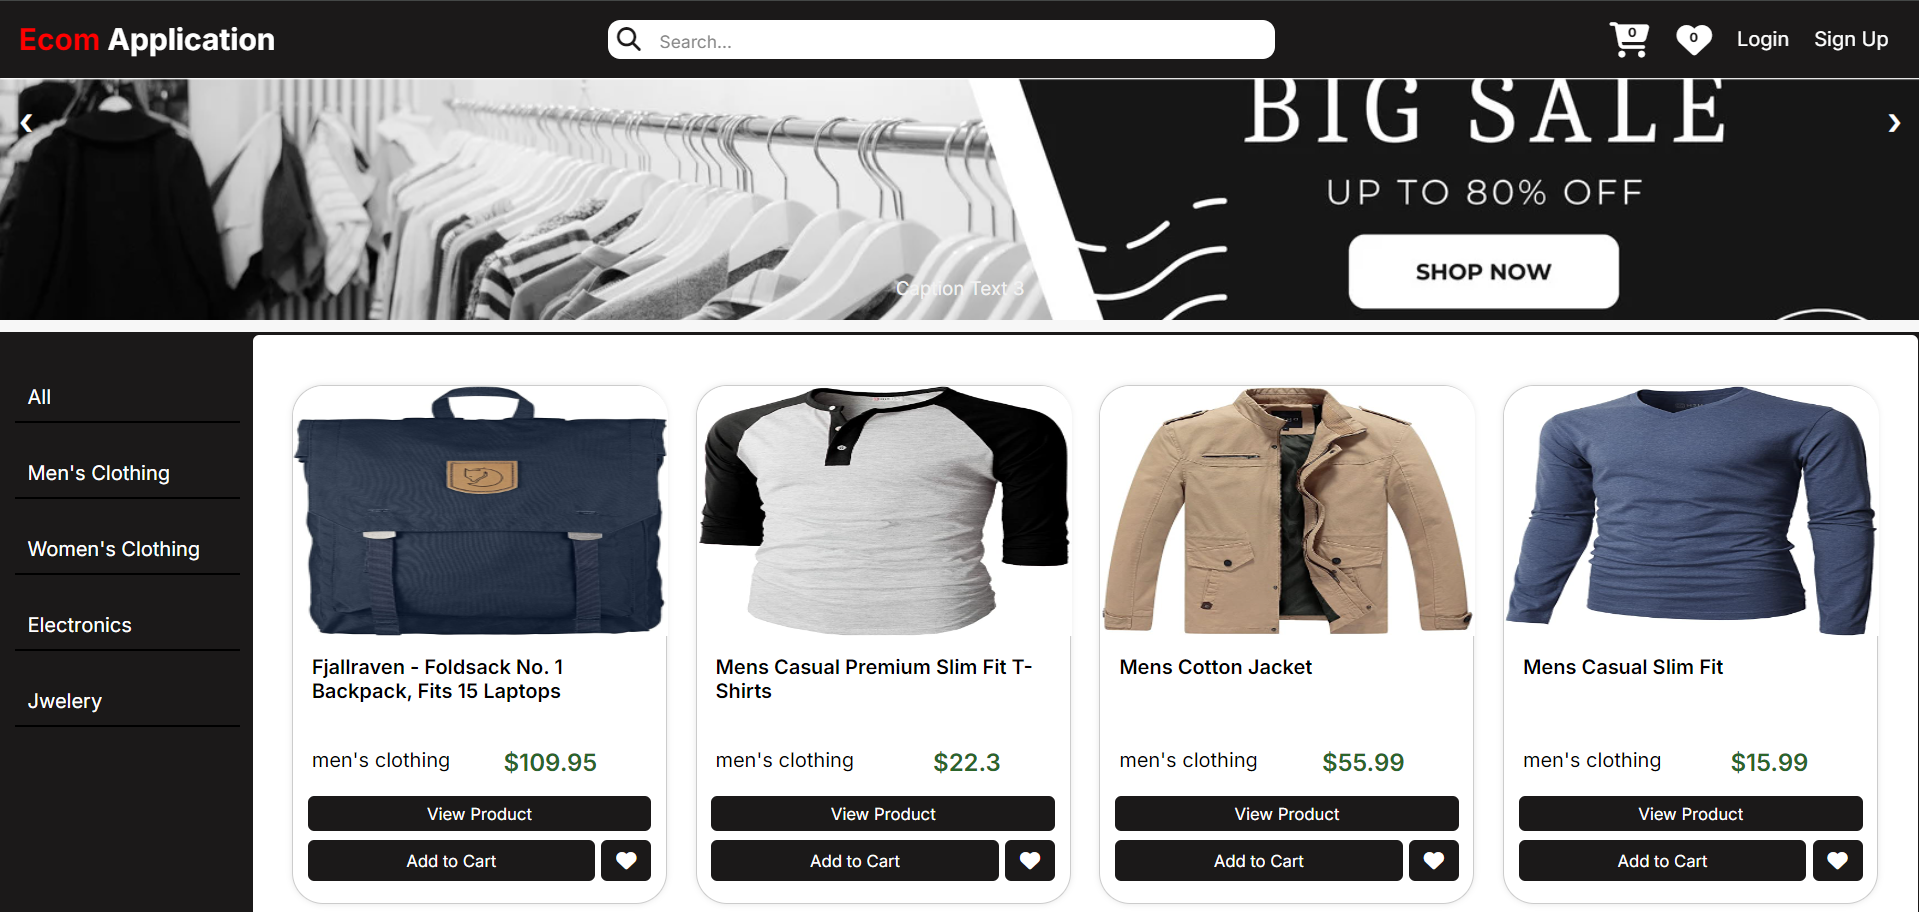 Ecom Application
Search...
0
0
Login
Sign Up
❮
❯
BIG SALE
UP TO 80% OFF
SHOP NOW
Caption Text 3
All
Men's Clothing
Women's Clothing
Electronics
Jwelery
Fjallraven - Foldsack No. 1
Backpack, Fits 15 Laptops
men's clothing
$109.95
View Product
Add to Cart
Mens Casual Premium Slim Fit T-
Shirts
men's clothing
$22.3
View Product
Add to Cart
Mens Cotton Jacket
men's clothing
$55.99
View Product
Add to Cart
Mens Casual Slim Fit
men's clothing
$15.99
View Product
Add to Cart